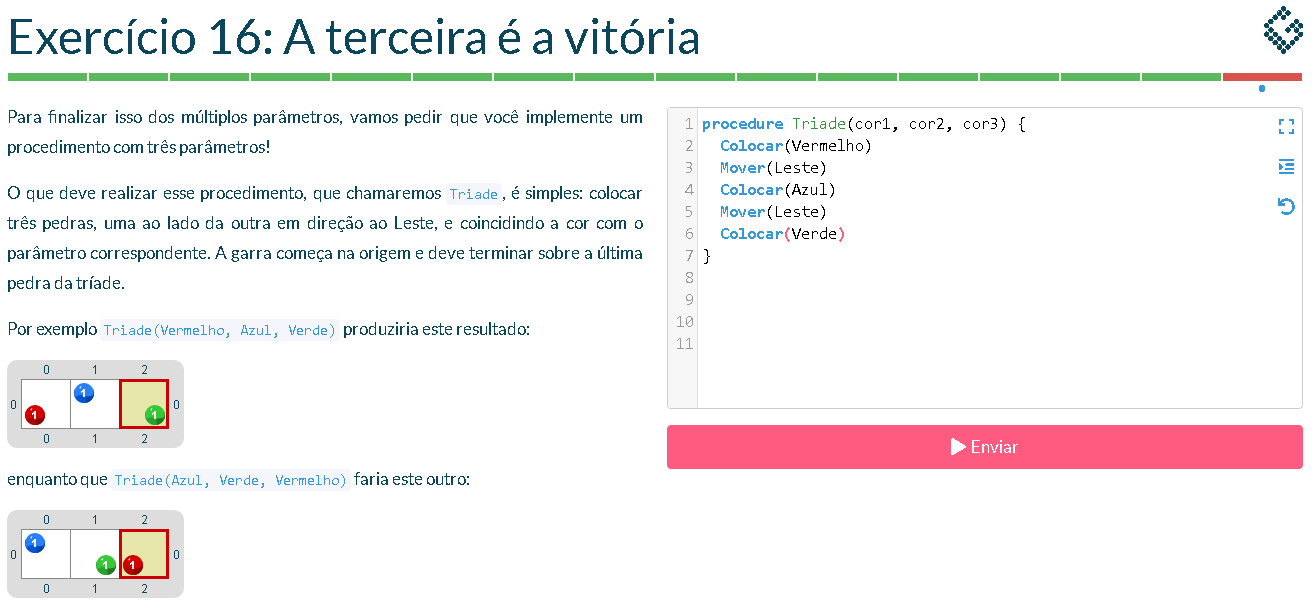 Exercício 16: A terceira é a vitória
Para finalizar isso dos múltiplos parâmetros, vamos pedir que você implemente um
procedimento com três parâmetros!
O que deve realizar esse procedimento, que chamaremos Triade, é simples: colocar
três pedras, uma ao lado da outra em direção ao Leste, e coincidindo a cor com o
parâmetro correspondente. A garra começa na origem e deve terminar sobre a última
pedra da tríade.
Por exemplo Triade(Vermelho, Azul, Verde) produziria este resultado:
0 1 2
0 1 1 1 0
0 1 2
enquanto que Triade(Azul, Verde, Vermelho) faria este outro:
0 1 2
0 1 1 1 0
0 1 2
1 procedure Triade(cor1, cor2, cor3) {
2 Colocar(Vermelho)
3 Mover(Leste)
4 Colocar(Azul)
5 Mover(Leste)
6 Colocar(Verde)
7 }
8
9
10
11
Enviar